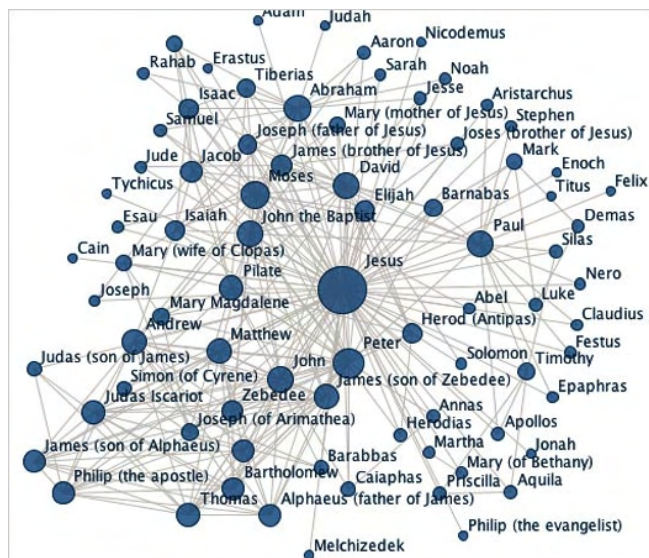 Adam
Judah
Nicodemus
Aaron
Rahab
Erastus
Tiberias
Sarah
Noah
Isaac
Abraham
Jesse
Aristarchus
Samuel
Mary (mother of Jesus)
Stephen
Joseph (father of Jesus)
Joses (brother of Jesus)
Jude
Jacob
James (brother of Jesus)
Mark
Moses
David
Enoch
Tychicus
Elijah
Barnabas
Titus
Felix
Esau
Isaiah
John the Baptist
Paul
Demas
Cain
Mary (wife of Clopas)
Silas
Pilate
Jesus
Nero
Joseph
Mary Magdalene
Abel
Luke
Andrew
Matthew
Peter
Herod (Antipas)
Claudius
Judas (son of James)
John
Solomon
Festus
Simon (of Cyrene)
James (son of Zebedee)
Timothy
Judas Iscariot
Zebedee
Epaphras
Joseph (of Arimathea)
Annas
Herodias
Apollos
James (son of Alphaeus)
Martha
Jonah
Philip (the apostle)
Bartholomew
Barabbas
Mary (of Bethany)
Caiaphas
Priscilla
Aquila
Thomas
Alphaeus (father of James)
Philip (the evangelist)
Melchizedek